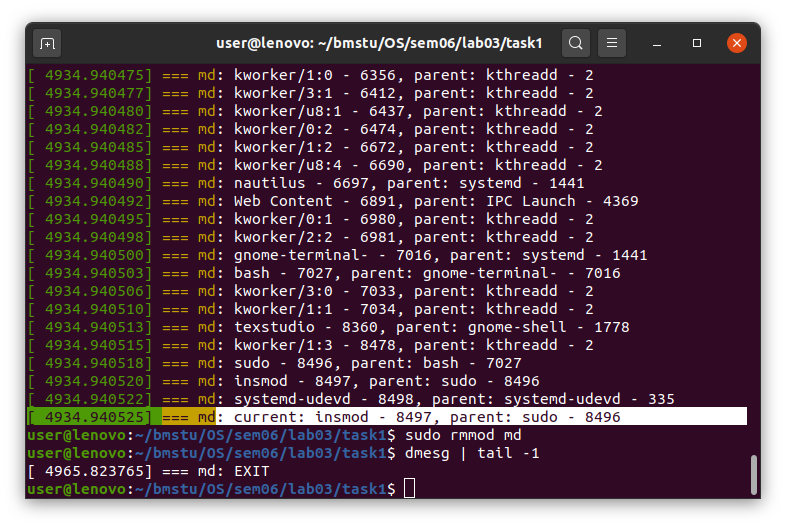 user@lenovo: ~/bmstu/OS/sem06/lab03/task1
[ 4934.940475] === md: kworker/1:0 - 6356, parent: kthreadd - 2
[ 4934.940477] === md: kworker/3:1 - 6412, parent: kthreadd - 2
[ 4934.940480] === md: kworker/u8:1 - 6437, parent: kthreadd - 2
[ 4934.940482] === md: kworker/0:2 - 6474, parent: kthreadd - 2
[ 4934.940485] === md: kworker/1:2 - 6672, parent: kthreadd - 2
[ 4934.940488] === md: kworker/u8:4 - 6690, parent: kthreadd - 2
[ 4934.940490] === md: nautilus - 6697, parent: systemd - 1441
[ 4934.940492] === md: Web Content - 6891, parent: IPC Launch - 4369
[ 4934.940495] === md: kworker/0:1 - 6980, parent: kthreadd - 2
[ 4934.940498] === md: kworker/2:2 - 6981, parent: kthreadd - 2
[ 4934.940500] === md: gnome-terminal- - 7016, parent: systemd - 1441
[ 4934.940503] === md: bash - 7027, parent: gnome-terminal- - 7016
[ 4934.940506] === md: kworker/3:0 - 7033, parent: kthreadd - 2
[ 4934.940510] === md: kworker/1:1 - 7034, parent: kthreadd - 2
[ 4934.940513] === md: texstudio - 8360, parent: gnome-shell - 1778
[ 4934.940515] === md: kworker/1:3 - 8478, parent: kthreadd - 2
[ 4934.940518] === md: sudo - 8496, parent: bash - 7027
[ 4934.940520] === md: insmod - 8497, parent: sudo - 8496
[ 4934.940522] === md: systemd-udevd - 8498, parent: systemd-udevd - 335
[ 4934.940525] === md: current: insmod - 8497, parent: sudo - 8496
user@lenovo:~/bmstu/OS/sem06/lab03/task1$ sudo rmmod md
user@lenovo:~/bmstu/OS/sem06/lab03/task1$ dmesg | tail -1
[ 4965.823765] === md: EXIT
user@lenovo:~/bmstu/OS/sem06/lab03/task1$